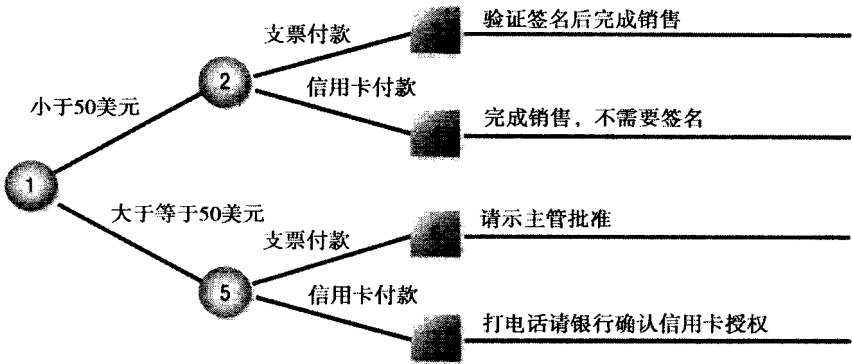 支票付款
验证签名后完成销售
2
信用卡付款
小于50美元
完成销售，不需要签名
1
大于等于50美元
支票付款
请示主管批准
5
信用卡付款
打电话请银行确认信用卡授权